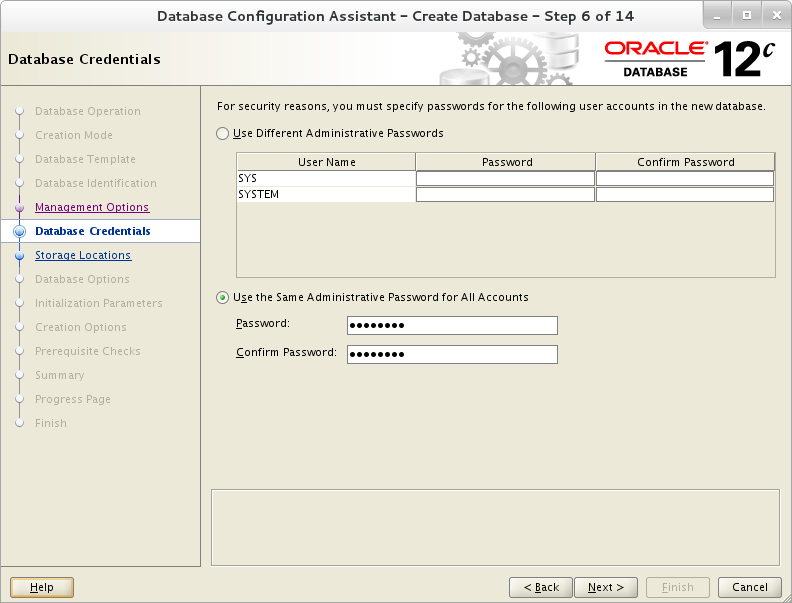 Database Configuration Assistant – Create Database – Step 6 of 14
Database Credentials
ORACLE®
DATABASE 12c
Database Operation
Creation Mode
Database Template
Database Identification
Management Options
Database Credentials
Storage Locations
Database Options
Initialization Parameters
Creation Options
Prerequisite Checks
Summary
Progress Page
Finish
For security reasons, you must specify passwords for the following user accounts in the new database.
Use Different Administrative Passwords
User Name Password Confirm Password
SYS
SYSTEM
Use the Same Administrative Password for All Accounts
Password: ●●●●●●●●
Confirm Password: ●●●●●●●●
Help < Back Next > Finish Cancel